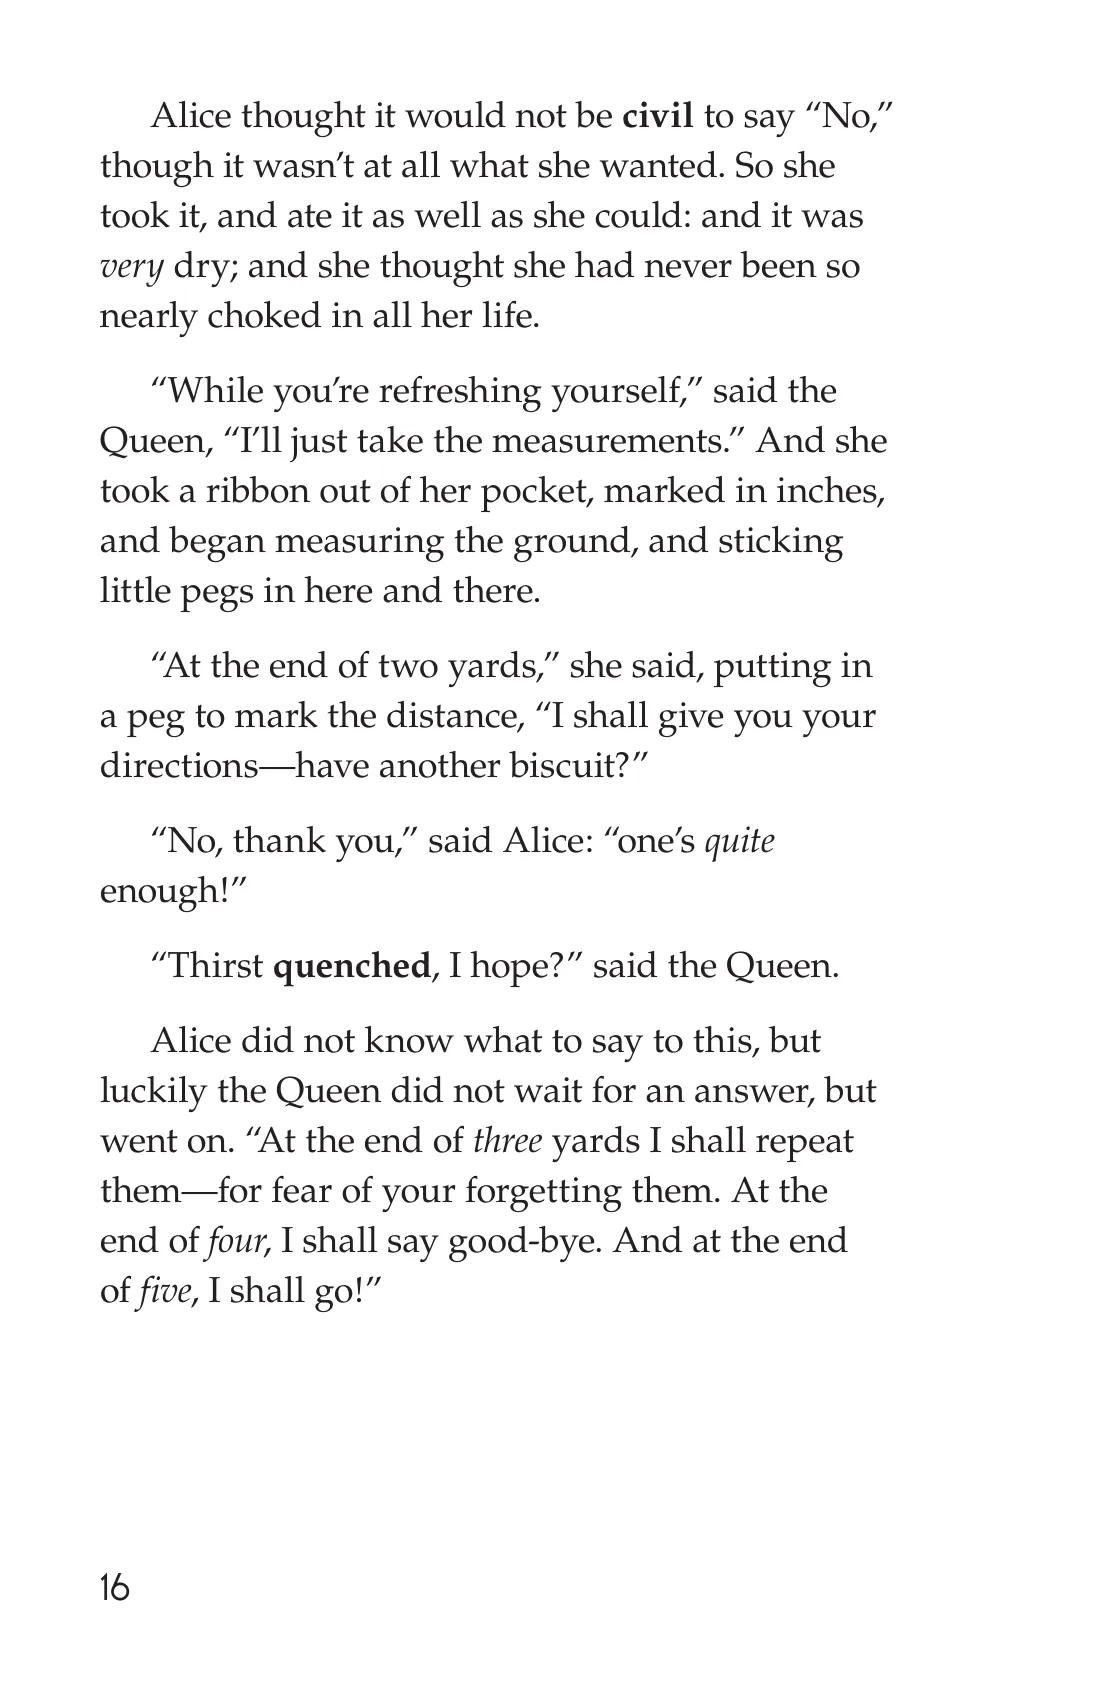 Alice thought it would not be civil to say “No,”
though it wasn’t at all what she wanted. So she
took it, and ate it as well as she could: and it was
very dry; and she thought she had never been so
nearly choked in all her life.
“While you’re refreshing yourself,” said the
Queen, “I’ll just take the measurements.” And she
took a ribbon out of her pocket, marked in inches,
and began measuring the ground, and sticking
little pegs in here and there.
“At the end of two yards,” she said, putting in
a peg to mark the distance, “I shall give you your
directions—have another biscuit?”
“No, thank you,” said Alice: “one’s quite
enough!”
“Thirst quenched, I hope?” said the Queen.
Alice did not know what to say to this, but
luckily the Queen did not wait for an answer, but
went on. “At the end of three yards I shall repeat
them—for fear of your forgetting them. At the
end of four, I shall say good-bye. And at the end
of five, I shall go!”
16